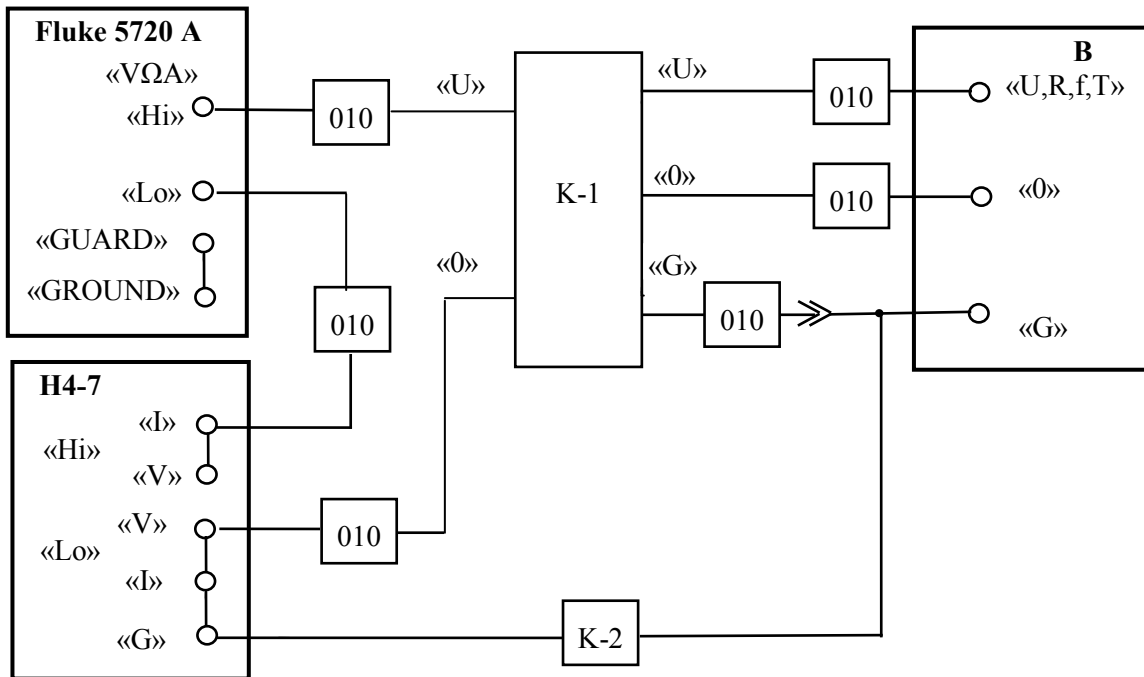 Fluke 5720 A
«VΩA»
«Hi»
«Lo»
«GUARD»
«GROUND»
010
«U»
010
«0»
K-1
«U»
«0»
«G»
010
010
010
B
«U,R,f,T»
«0»
«G»
H4-7
«I»
«Hi»
«V»
«V»
«Lo»
«I»
«G»
010
K-2